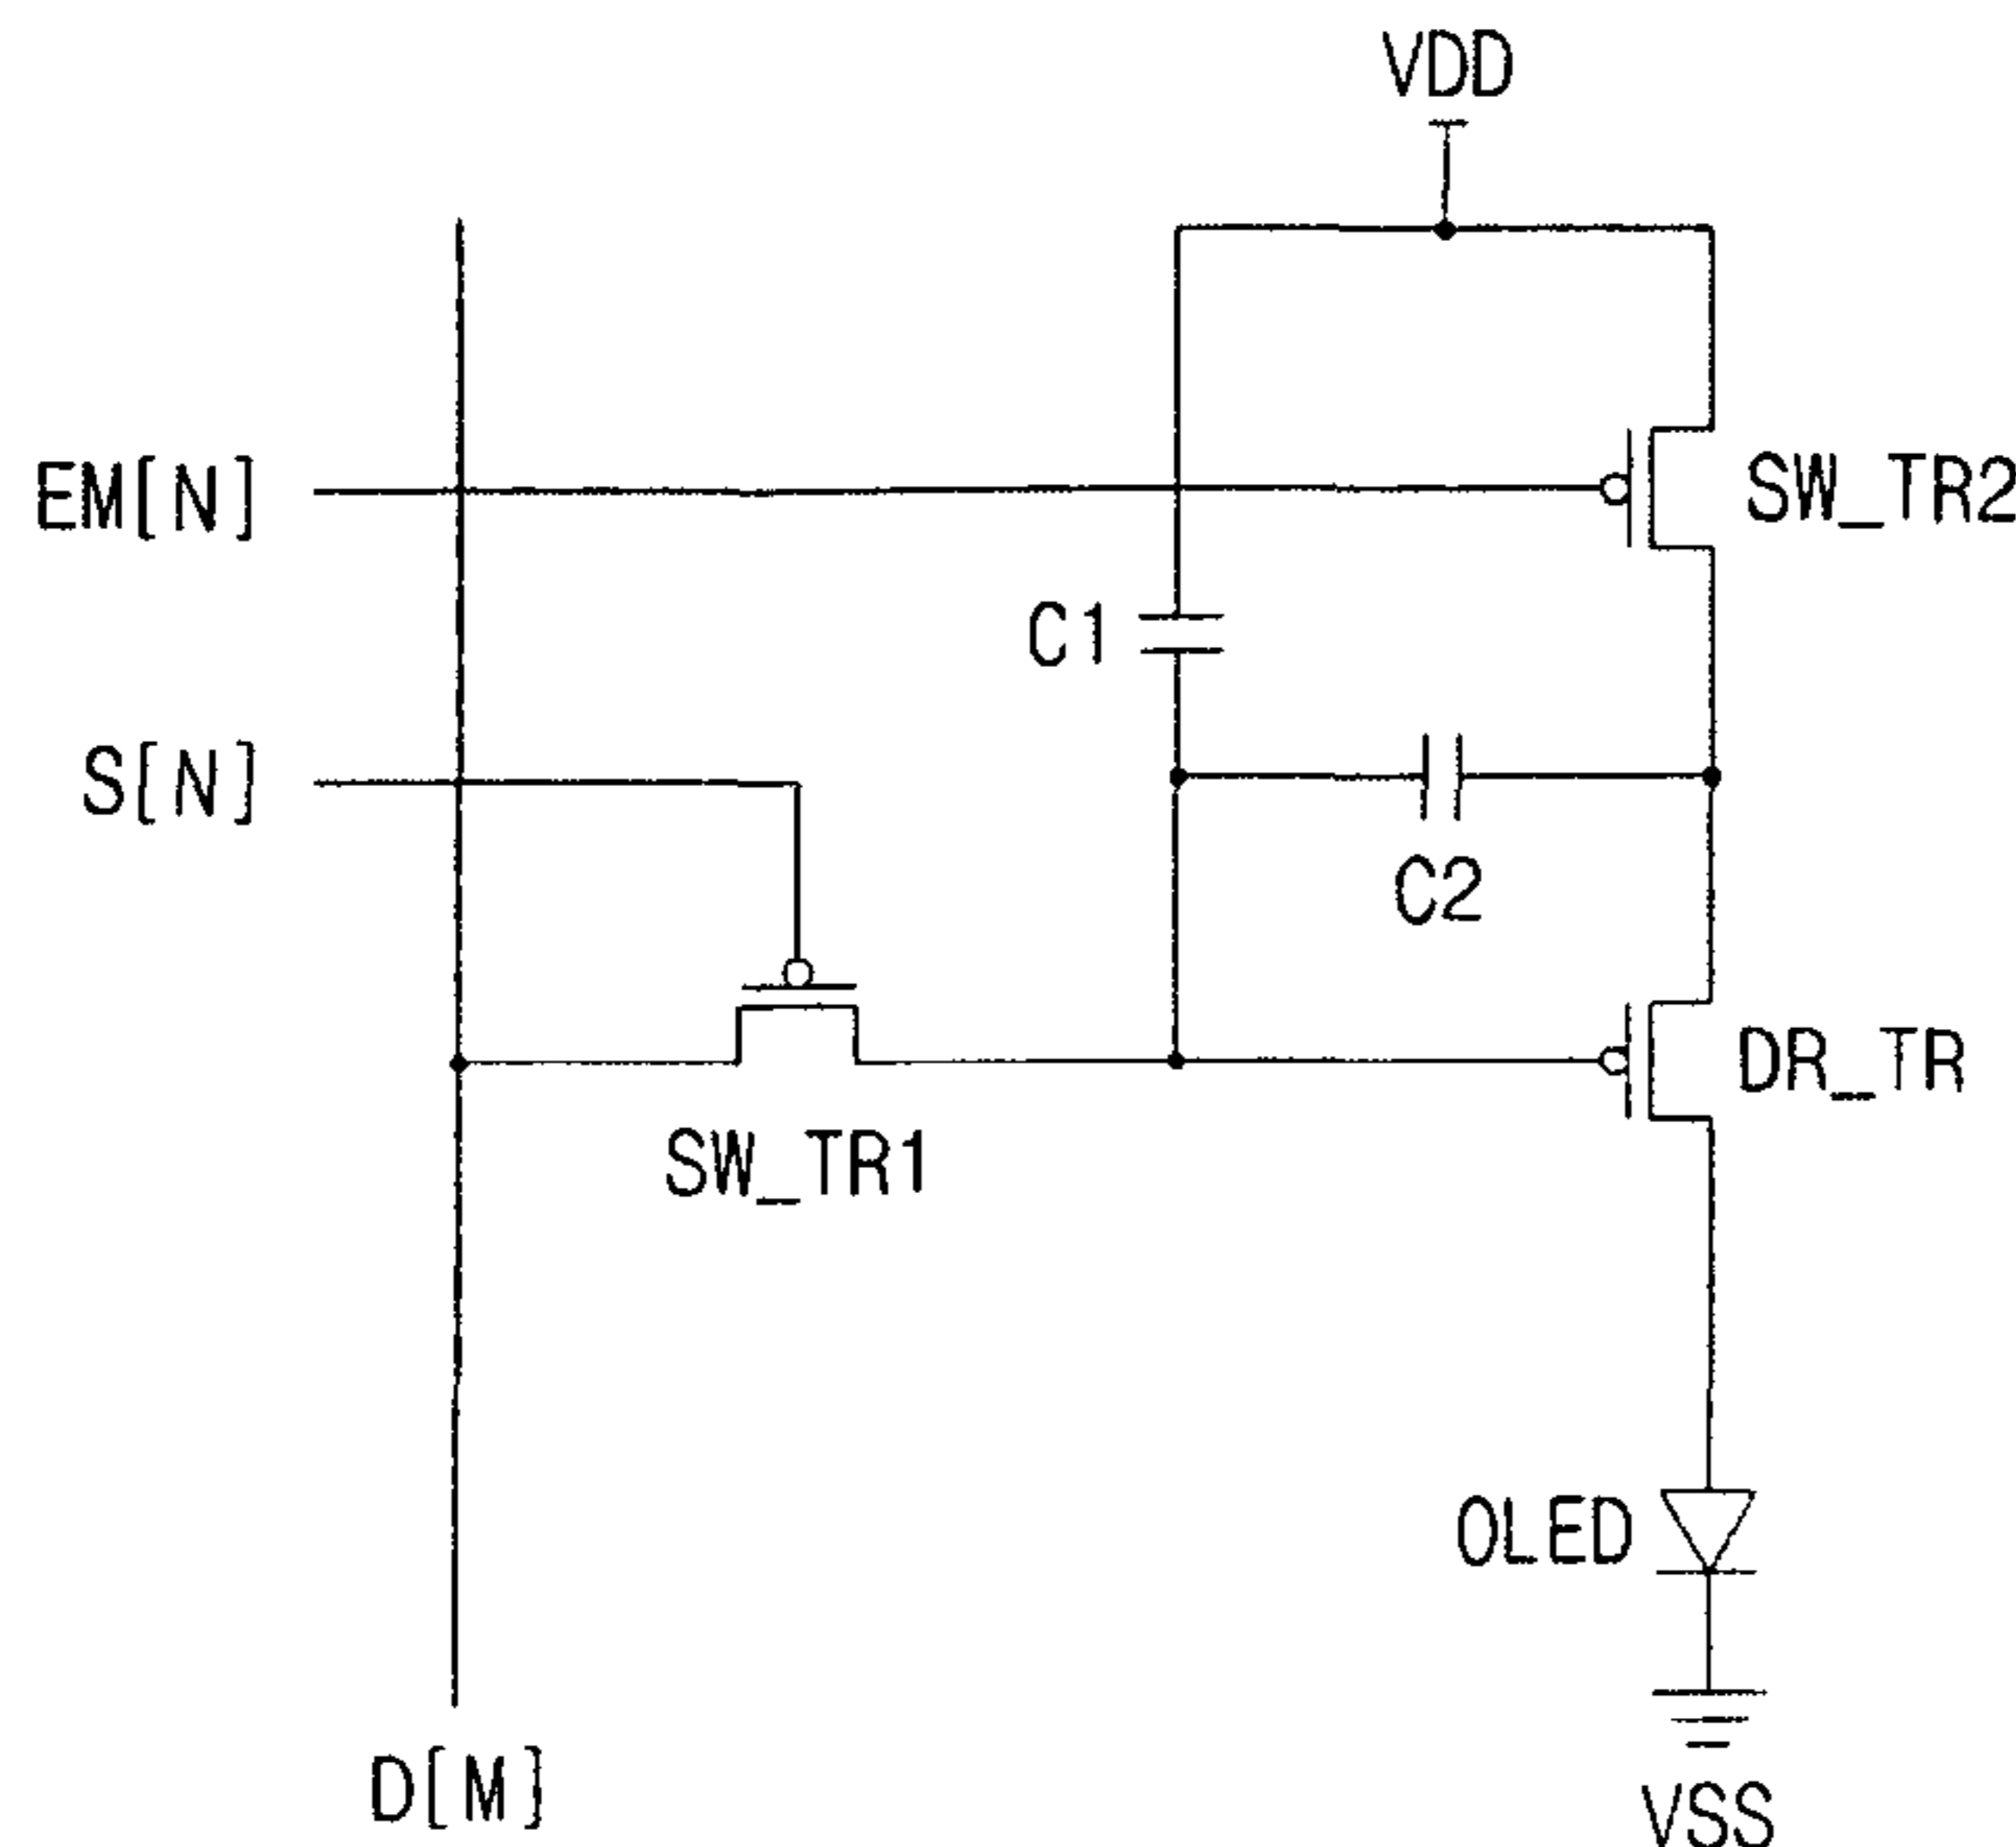 VDD
EM[N]
SW_TR2
C1
S[N]
C2
DR_TR
SW_TR1
OLED
D[M]
VSS